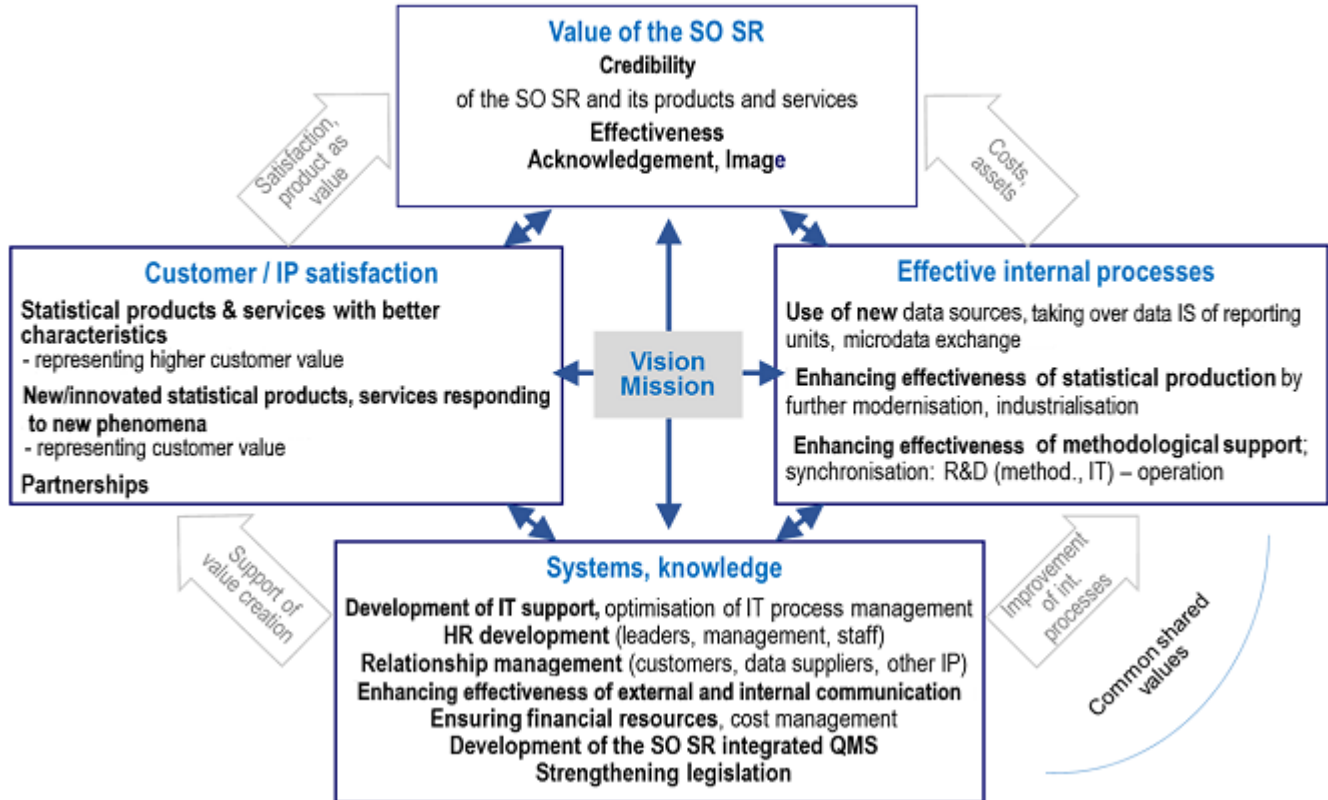 Value of the SO SR
Credibility
of the SO SR and its products and services
Effectiveness
Acknowledgement, Image
Satisfaction,
product as
value
Costs,
assets
Customer / IP satisfaction
Statistical products & services with better
characteristics
- representing higher customer value
New/innovated statistical products, services responding
to new phenomena
- representing customer value
Partnerships
Vision
Mission
Effective internal processes
Use of new data sources, taking over data IS of reporting
units, microdata exchange
Enhancing effectiveness of statistical production by
further modernisation, industrialisation
Enhancing effectiveness of methodological support;
synchronisation: R&D (method., IT) – operation
Support of
value creation
Systems, knowledge
Development of IT support, optimisation of IT process management
HR development (leaders, management, staff)
Relationship management (customers, data suppliers, other IP)
Enhancing effectiveness of external and internal communication
Ensuring financial resources, cost management
Development of the SO SR integrated QMS
Strengthening legislation
Improvement
of int.
processes
Common shared
values